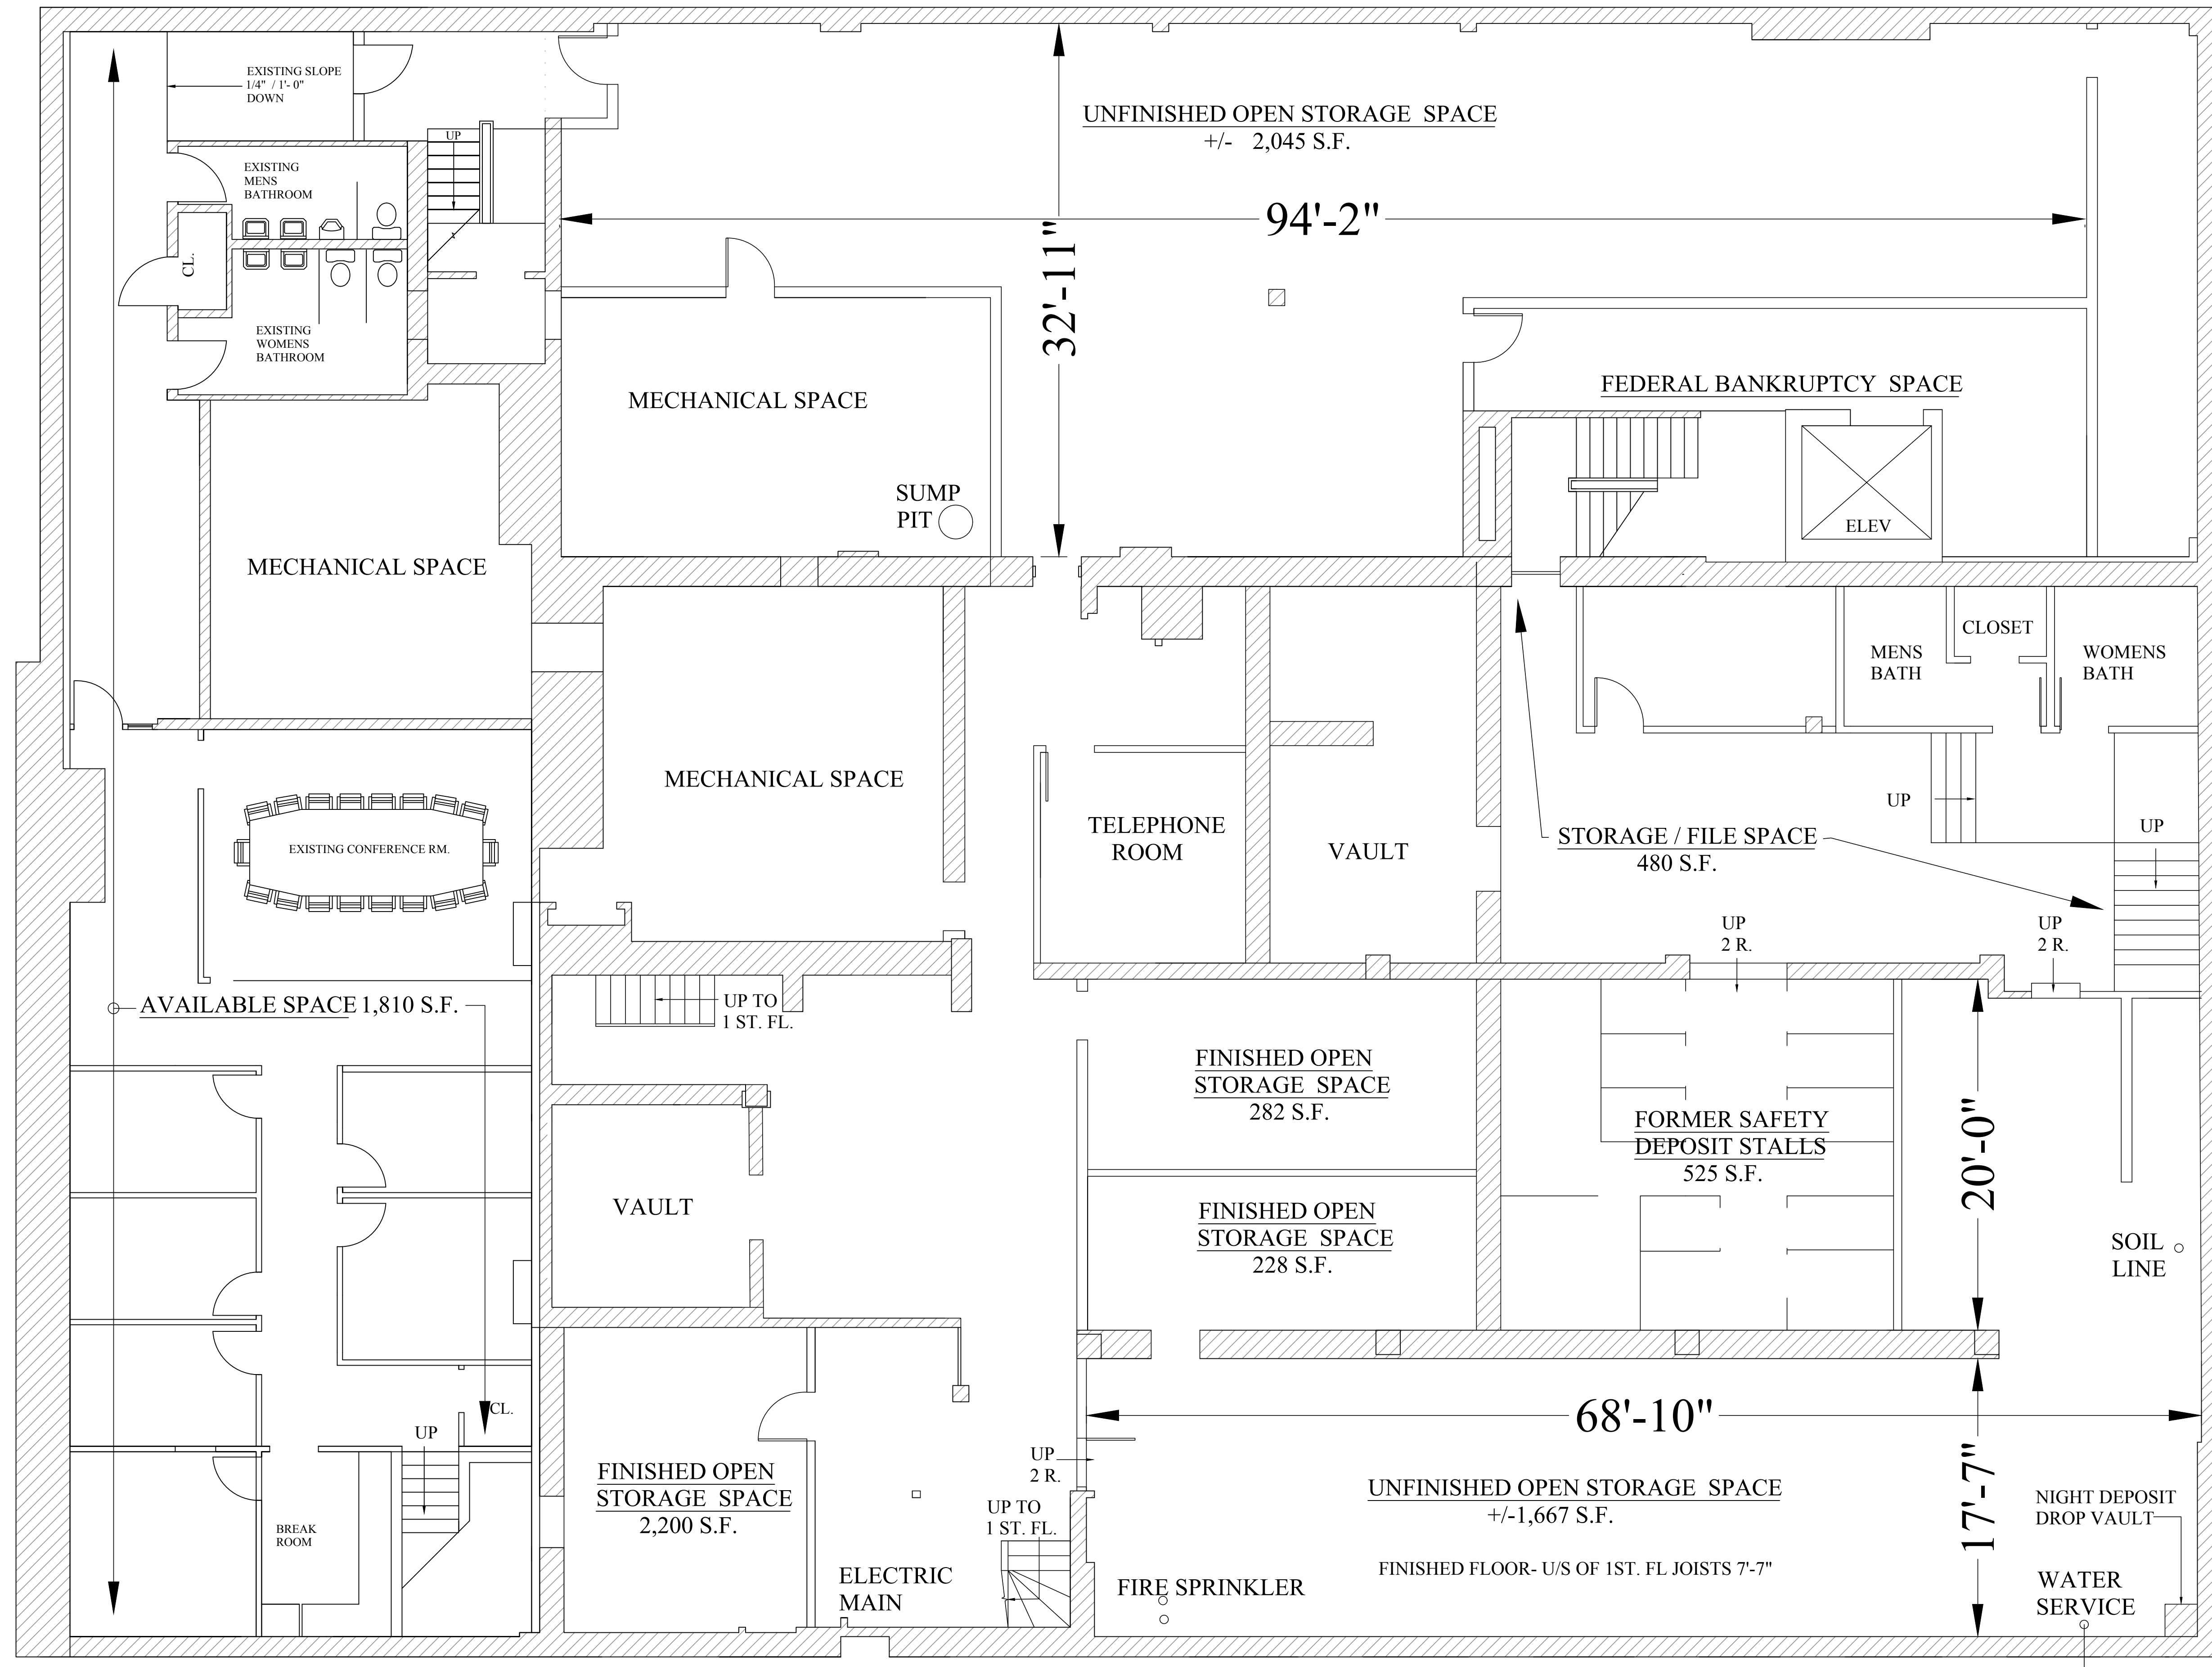 EXISTING SLOPE
1/4" / 1'- 0"
DOWN
UP
EXISTING
MENS
BATHROOM
CL.
EXISTING
WOMENS
BATHROOM
UNFINISHED OPEN STORAGE SPACE
+/- 2,045 S.F.
94'-2"
32'-11"
MECHANICAL SPACE
SUMP
PIT
FEDERAL BANKRUPTCY SPACE
ELEV
MECHANICAL SPACE
MECHANICAL SPACE
TELEPHONE
ROOM
VAULT
MENS
BATH
CLOSET
WOMENS
BATH
UP
UP
STORAGE / FILE SPACE
480 S.F.
UP
2 R.
UP
2 R.
EXISTING CONFERENCE RM.
AVAILABLE SPACE 1,810 S.F.
UP TO
1 ST. FL.
FINISHED OPEN
STORAGE SPACE
282 S.F.
FORMER SAFETY
DEPOSIT STALLS
525 S.F.
20'-0"
VAULT
FINISHED OPEN
STORAGE SPACE
228 S.F.
SOIL
LINE
CL.
UP
68'-10"
17'-7"
FINISHED OPEN
STORAGE SPACE
2,200 S.F.
UP
2 R.
UP TO
1 ST. FL.
UNFINISHED OPEN STORAGE SPACE
+/-1,667 S.F.
NIGHT DEPOSIT
DROP VAULT
BREAK
ROOM
ELECTRIC
MAIN
FIRE SPRINKLER
FINISHED FLOOR- U/S OF 1ST. FL JOISTS 7'-7"
WATER
SERVICE